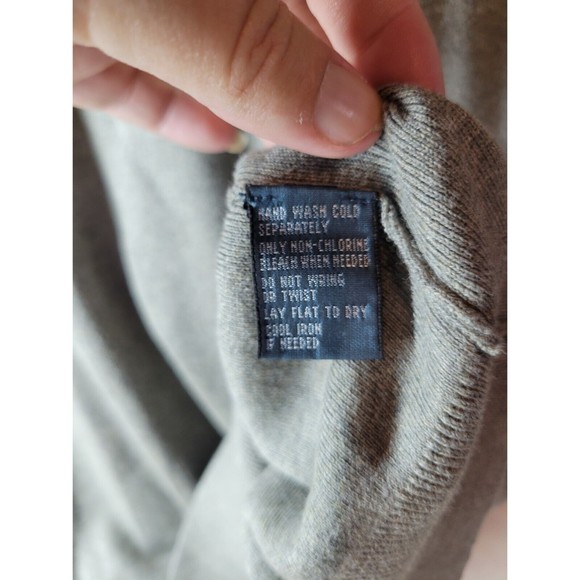 HAND WASH COLD
SEPARATELY
ONLY NON-CHLORINE
BLEACH WHEN NEEDED
DO NOT WRING
OR TWIST
LAY FLAT TO DRY
COOL IRON
IF NEEDED